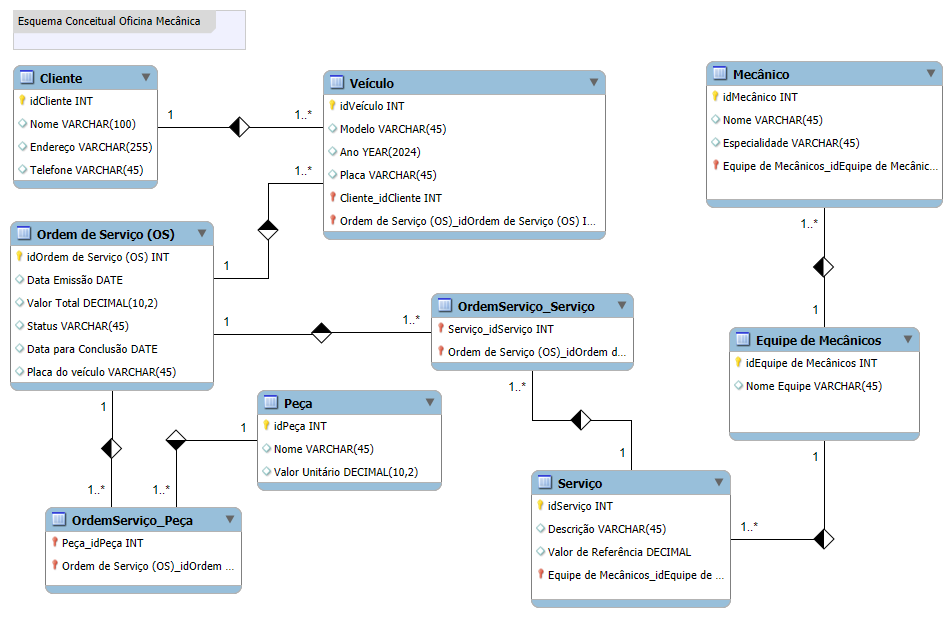 Esquema Conceitual Oficina Mecânica
Cliente
idCliente INT
Nome VARCHAR(100)
Endereço VARCHAR(255)
Telefone VARCHAR(45)
1
1..*
Veículo
idVeículo INT
Modelo VARCHAR(45)
Ano YEAR(2024)
Placa VARCHAR(45)
Cliente_idCliente INT
Ordem de Serviço (OS)_idOrdem de Serviço (OS) I...
1..*
Mecânico
idMecânico INT
Nome VARCHAR(45)
Especialidade VARCHAR(45)
Equipe de Mecânicos_idEquipe de Mecânic...
1..*
1
Ordem de Serviço (OS)
idOrdem de Serviço (OS) INT
Data Emissão DATE
Valor Total DECIMAL(10,2)
Status VARCHAR(45)
Data para Conclusão DATE
Placa do veículo VARCHAR(45)
1
1
1..*
OrdemServiço_Serviço
Serviço_idServiço INT
Ordem de Serviço (OS)_idOrdem d...
1..*
1
Equipe de Mecânicos
idEquipe de Mecânicos INT
Nome Equipe VARCHAR(45)
1
1..*
Peça
idPeça INT
Nome VARCHAR(45)
Valor Unitário DECIMAL(10,2)
1
1..*
1
1..*
OrdemServiço_Peça
Peça_idPeça INT
Ordem de Serviço (OS)_idOrdem ...
Serviço
idServiço INT
Descrição VARCHAR(45)
Valor de Referência DECIMAL
Equipe de Mecânicos_idEquipe de ...